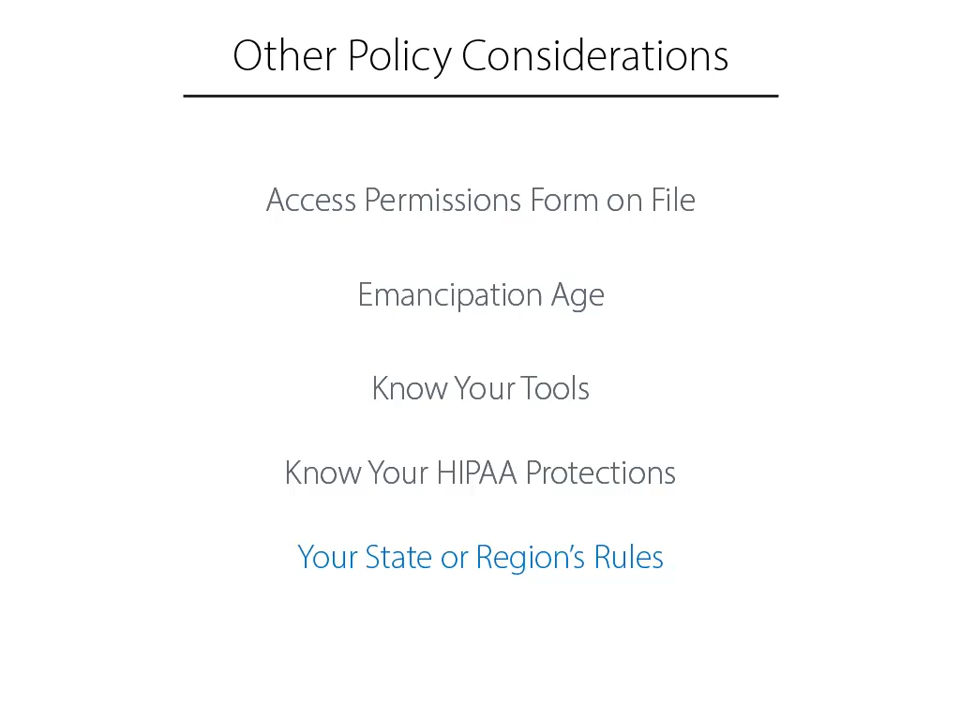 Other Policy Considerations
Access Permissions Form on File
Emancipation Age
Know Your Tools
Know Your HIPAA Protections
Your State or Region’s Rules